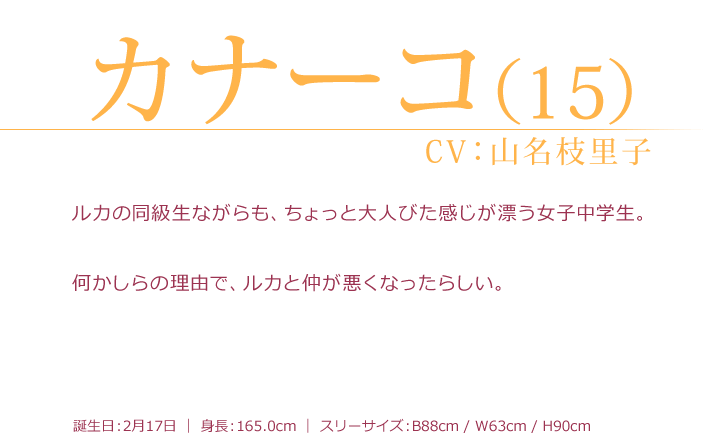 カナーコ（15）
CV：山名枝里子
ルカの同級生ながらも、ちょっと大人びた感じが漂う女子中学生。
何かしらの理由で、ルカと仲が悪くなったらしい。
誕生日：2月17日 ｜ 身長：165.0cm ｜ スリーサイズ：B88cm / W63cm / H90cm